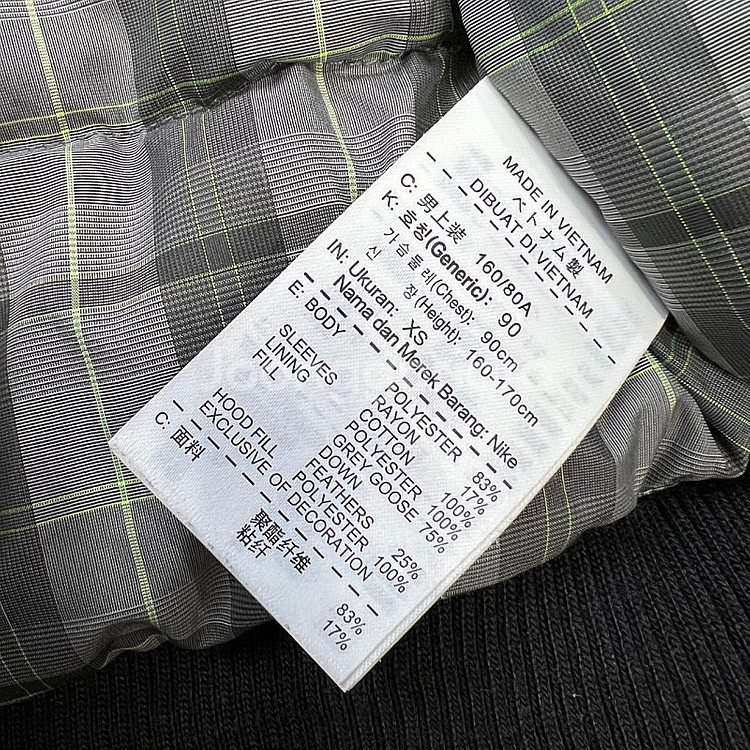 MADE IN VIETNAM
ベトナム製
DIBUAT DI VIETNAM
C: 男上装 160/80A
K: 호칭(Generic): 90
가슴둘레(Chest): 90cm
신 장(Height): 160-170cm
IN: Ukuran: XS
Nama dan Merek Barang: Nike
E: BODY POLYESTER 83%
RAYON 17%
SLEEVES COTTON 100%
LINING POLYESTER 100%
FILL GREY GOOSE 75%
DOWN
FEATHERS 25%
HOOD FILL POLYESTER 100%
EXCLUSIVE OF DECORATION
C: 面料 聚酯纤维 83%
粘纤 17%